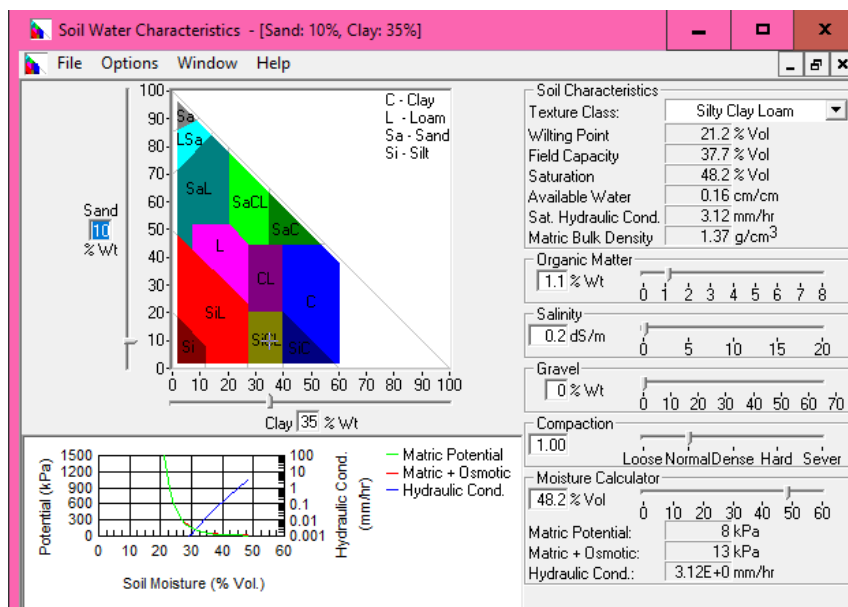 Soil Water Characteristics - [Sand: 10%, Clay: 35%]
File Options Window Help
C - Clay
L - Loam
Sa - Sand
Si - Silt
100
90
80
70
60
50
40
30
20
10
0
Sand
10
% Wt
Sa
LSa
SaL
SaCL
SaC
L
CL
C
SiL
Si
SiCL
SiC
0 10 20 30 40 50 60 70 80 90 100
Clay 35 % Wt
Soil Characteristics
Texture Class: Silty Clay Loam
Wilting Point 21.2 % Vol
Field Capacity 37.7 % Vol
Saturation 48.2 % Vol
Available Water 0.16 cm/cm
Sat. Hydraulic Cond. 3.12 mm/hr
Matric Bulk Density 1.37 g/cm3
Organic Matter
1.1 % Wt
0 1 2 3 4 5 6 7 8
Salinity
0.2 dS/m
0 5 10 15 20
Gravel
0 % Wt
0 10 20 30 40 50 60 70
Compaction
1.00
Loose Normal Dense Hard Sever
Moisture Calculator
48.2 % Vol
0 10 20 30 40 50 60
Matric Potential: 8 kPa
Matric + Osmotic: 13 kPa
Hydraulic Cond.: 3.12E+0 mm/hr
Potential (kPa)
1500
1200
900
600
300
0
100
10
1
0.1
0.01
0.001
Hydraulic Cond.
(mm/hr)
0 10 20 30 40 50 60
Soil Moisture (% Vol.)
Matric Potential
Matric + Osmotic
Hydraulic Cond.